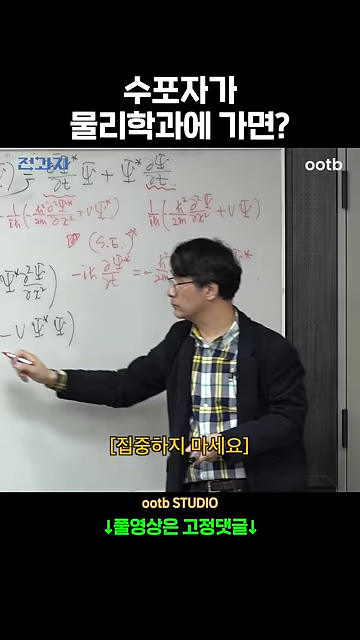 수포자가
물리학과에 가면?
전과자
ootb
∂Ψ*/∂t Ψ + Ψ* ∂Ψ/∂t
(S.E.)*
-iħ ∂Ψ*/∂t = -
- V Ψ* Ψ)
[집중하지 마세요]
ootb STUDIO
↓풀영상은 고정댓글↓